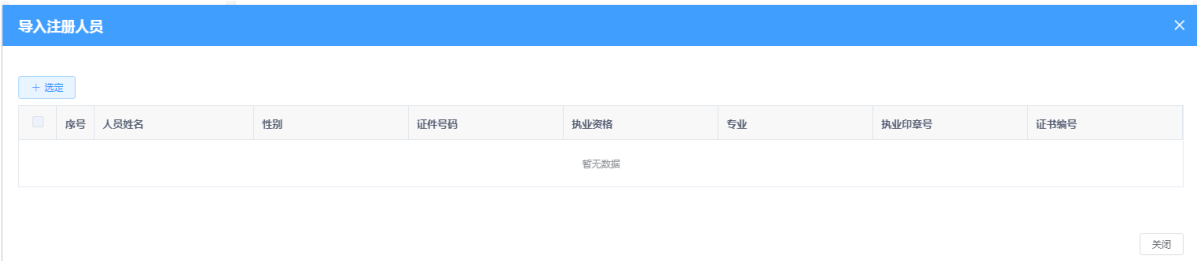 导入注册人员
+ 选定
序号 人员姓名 性别 证件号码 执业资格 专业 执业印章号 证书编号
暂无数据
关闭